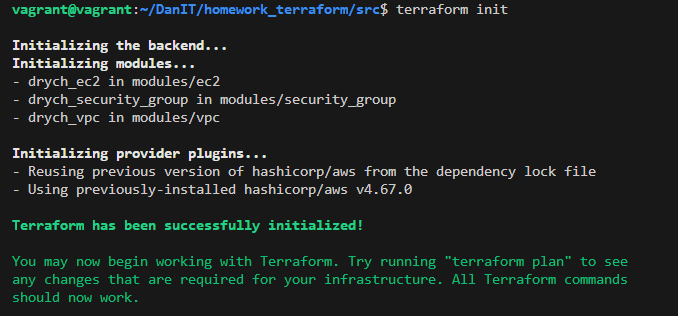 vagrant@vagrant:~/DanIT/homework_terraform/src$ terraform init
Initializing the backend...
Initializing modules...
- drych_ec2 in modules/ec2
- drych_security_group in modules/security_group
- drych_vpc in modules/vpc
Initializing provider plugins...
- Reusing previous version of hashicorp/aws from the dependency lock file
- Using previously-installed hashicorp/aws v4.67.0
Terraform has been successfully initialized!
You may now begin working with Terraform. Try running "terraform plan" to see
any changes that are required for your infrastructure. All Terraform commands
should now work.